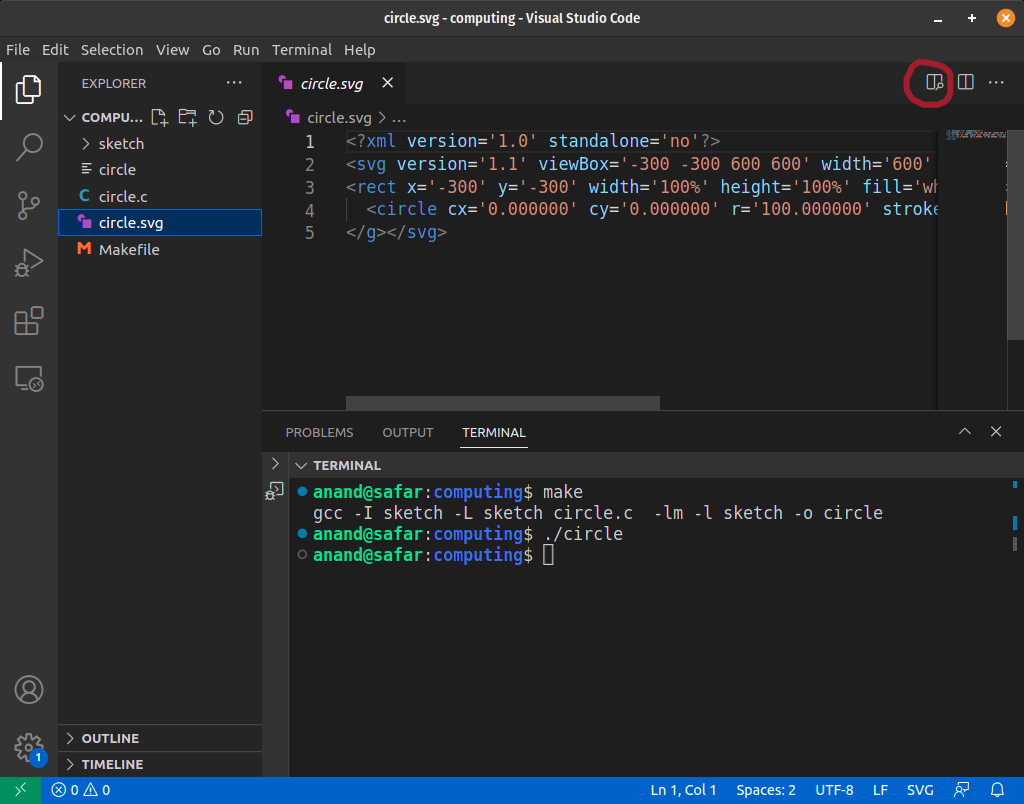 circle.svg - computing - Visual Studio Code
File Edit Selection View Go Run Terminal Help
EXPLORER
COMPU...
sketch
circle
C circle.c
circle.svg
M Makefile
OUTLINE
TIMELINE
1
circle.svg
circle.svg > ...
1 <?xml version='1.0' standalone='no'?>
2 <svg version='1.1' viewBox='-300 -300 600 600' width='600'
3 <rect x='-300' y='-300' width='100%' height='100%' fill='wh
4 <circle cx='0.000000' cy='0.000000' r='100.000000' stroke
5 </g></svg>
PROBLEMS OUTPUT TERMINAL
TERMINAL
anand@safar:computing$ make
gcc -I sketch -L sketch circle.c  -lm -l sketch -o circle
anand@safar:computing$ ./circle
anand@safar:computing$
0 0 Ln 1, Col 1 Spaces: 2 UTF-8 LF SVG